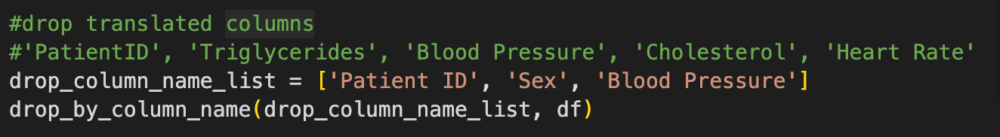 #drop translated columns
#'PatientID', 'Triglycerides', 'Blood Pressure', 'Cholesterol', 'Heart Rate'
drop_column_name_list = ['Patient ID', 'Sex', 'Blood Pressure']
drop_by_column_name(drop_column_name_list, df)